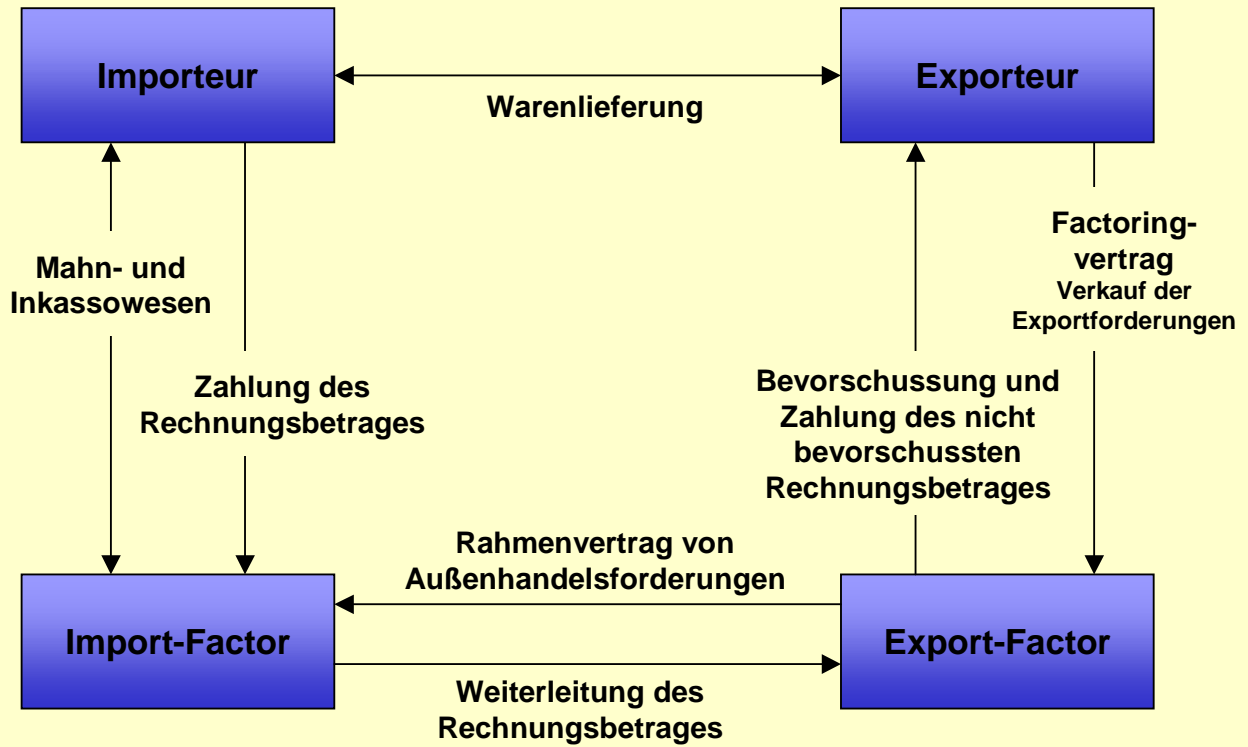 Importeur
Exporteur
Warenlieferung
Mahn- und
Inkassowesen
Zahlung des
Rechnungsbetrages
Bevorschussung und
Zahlung des nicht
bevorschussten
Rechnungsbetrages
Factoring-
vertrag
Verkauf der
Exportforderungen
Rahmenvertrag von
Außenhandelsforderungen
Import-Factor
Export-Factor
Weiterleitung des
Rechnungsbetrages